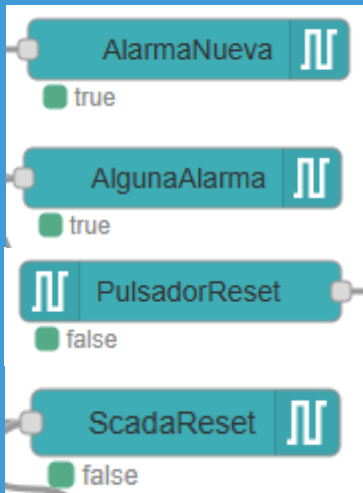 AlarmaNueva
true
AlgunaAlarma
true
PulsadorReset
false
ScadaReset
false